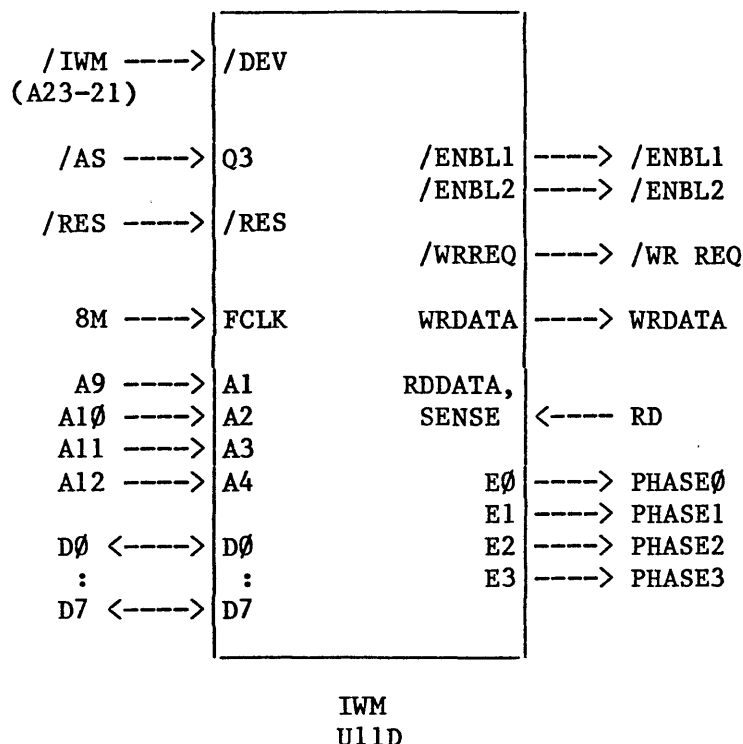 /IWM ----> /DEV
(A23-21)
/AS ----> Q3 /ENBL1 ----> /ENBL1
/ENBL2 ----> /ENBL2
/RES ----> /RES
/WRREQ ----> /WR REQ
8M ----> FCLK WRDATA ----> WRDATA
A9 ----> A1 RDDATA,
A1Ø ----> A2 SENSE <---- RD
A11 ----> A3
A12 ----> A4 EØ ----> PHASEØ
E1 ----> PHASE1
DØ <----> DØ E2 ----> PHASE2
: : E3 ----> PHASE3
D7 <----> D7
IWM
U11D